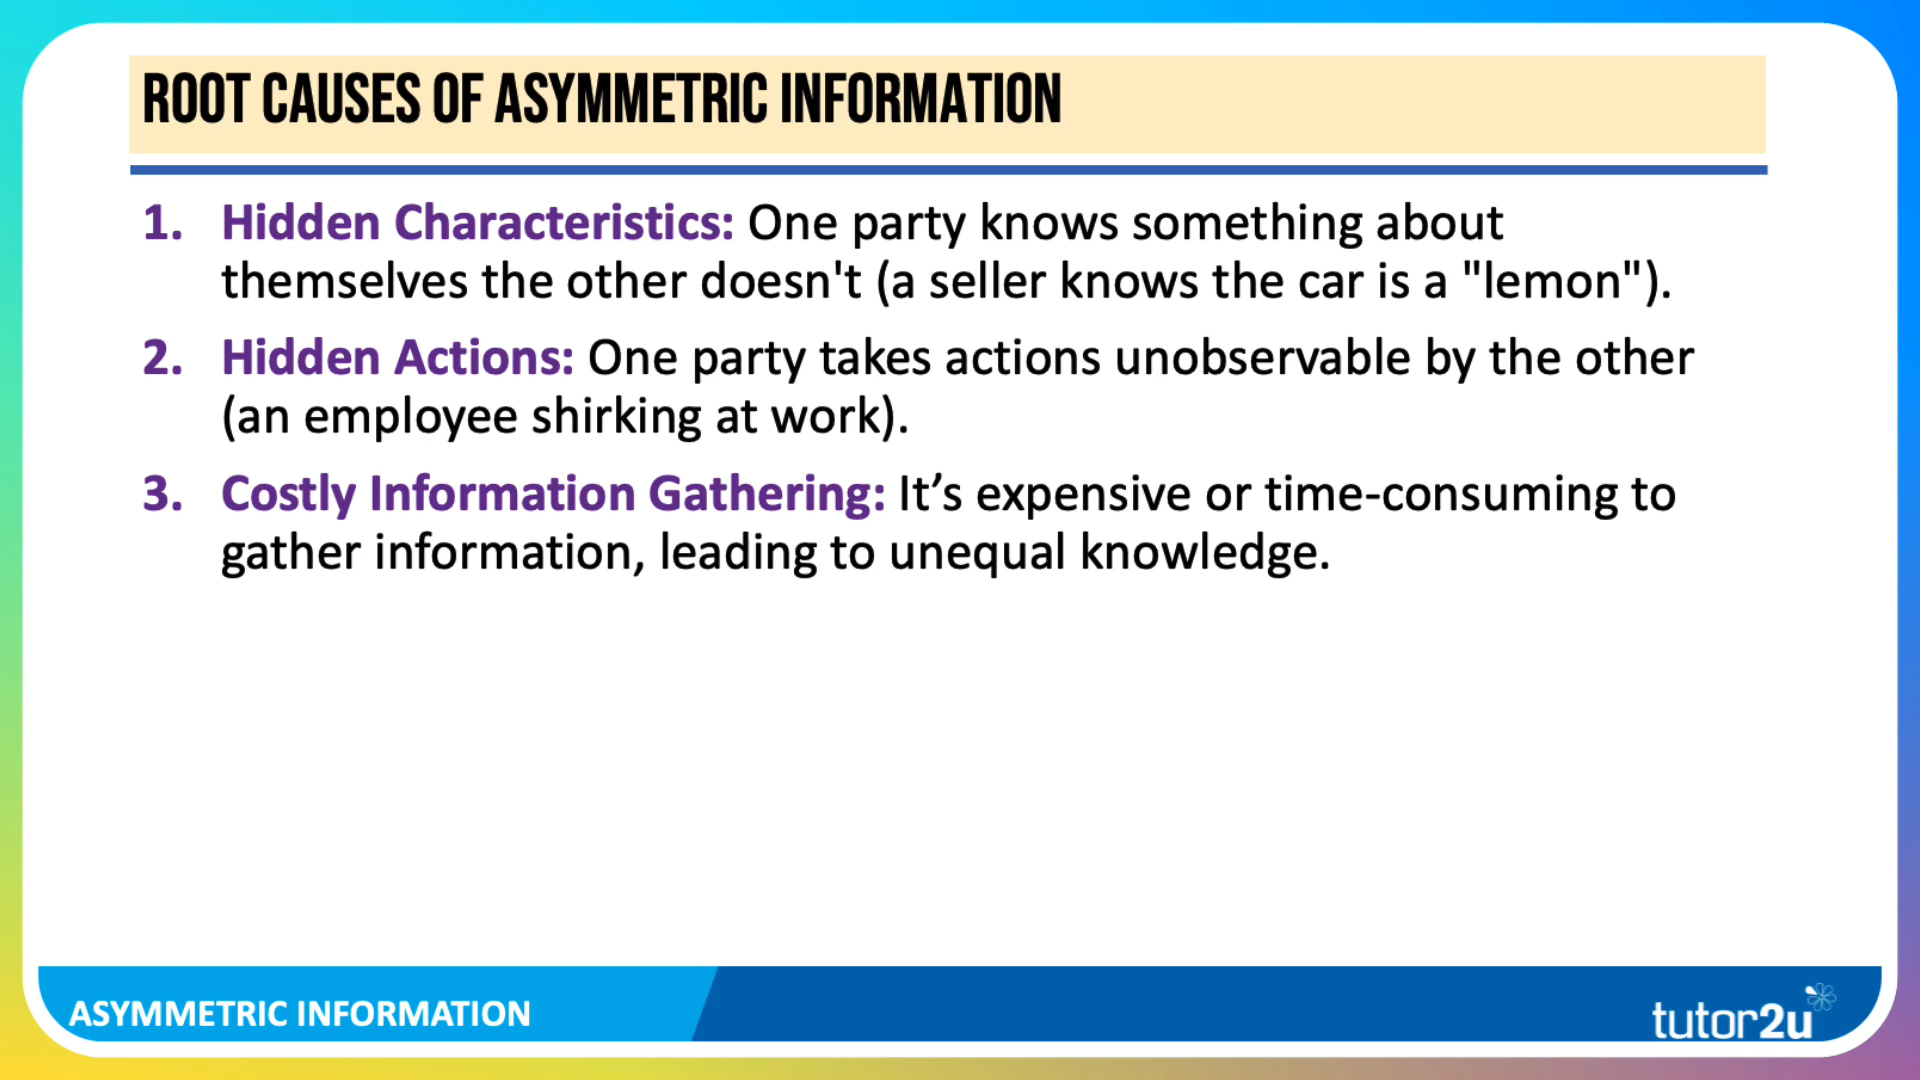 ROOT CAUSES OF ASYMMETRIC INFORMATION
1. Hidden Characteristics: One party knows something about
themselves the other doesn't (a seller knows the car is a "lemon").
2. Hidden Actions: One party takes actions unobservable by the other
(an employee shirking at work).
3. Costly Information Gathering: It’s expensive or time-consuming to
gather information, leading to unequal knowledge.
ASYMMETRIC INFORMATION
tutor2u